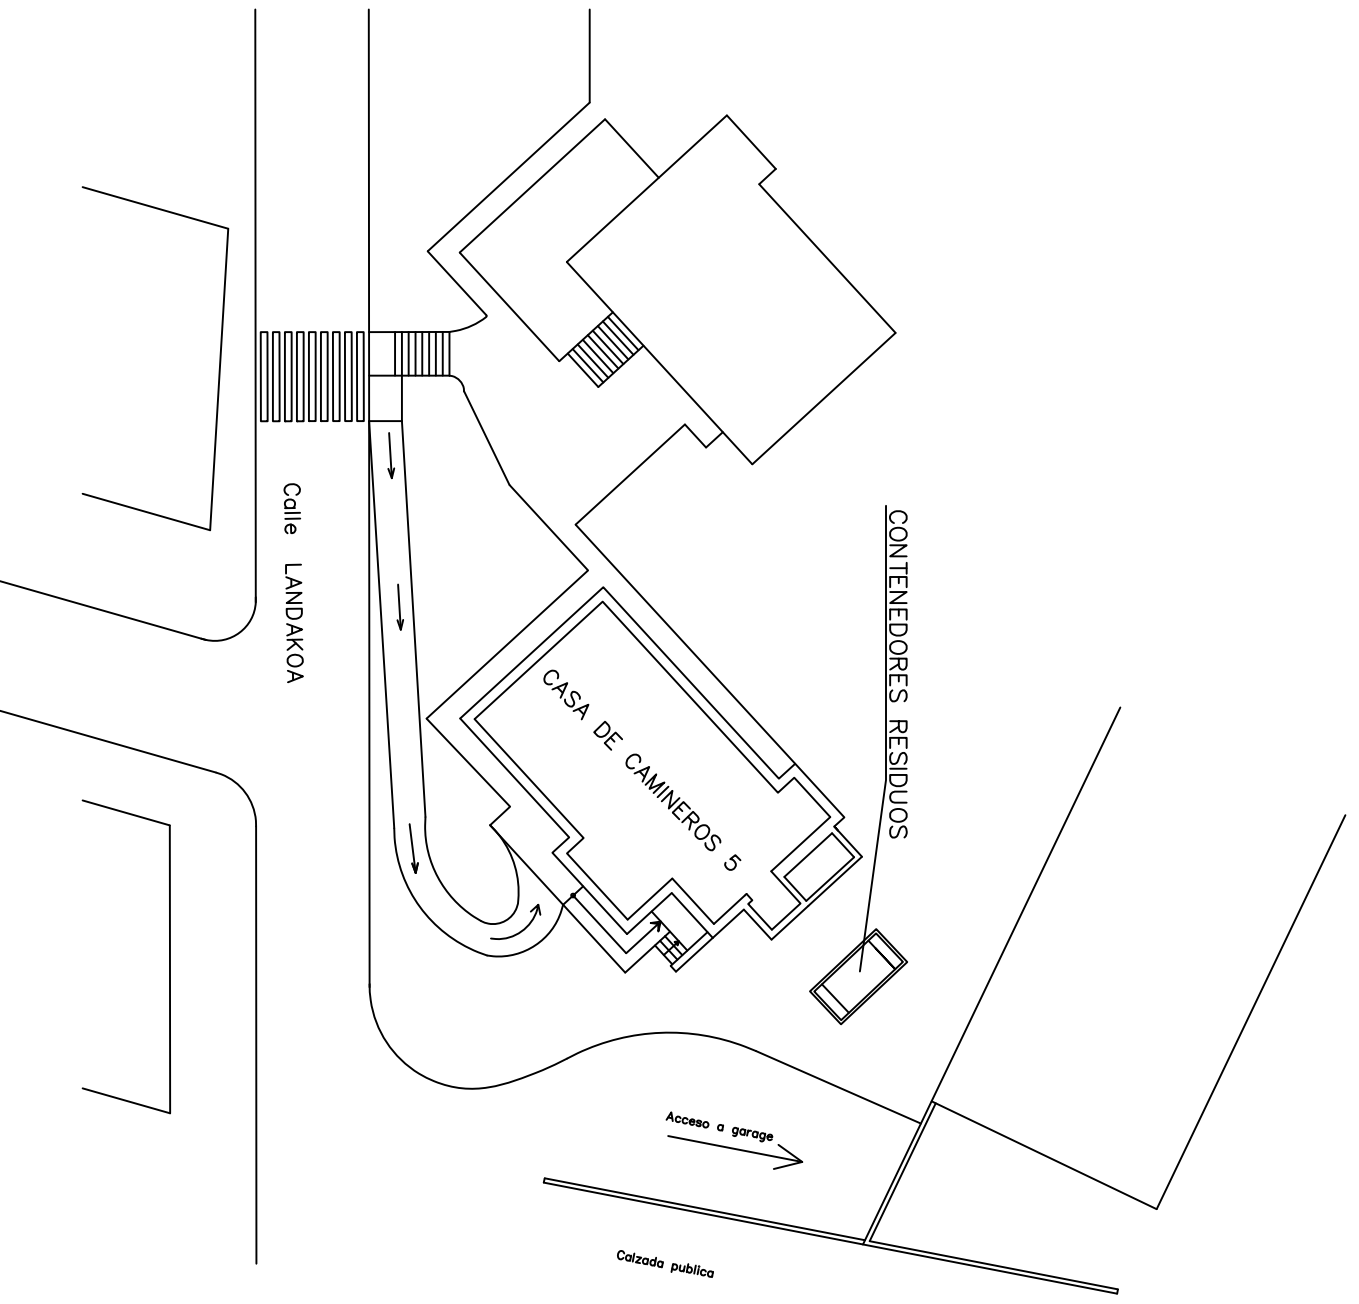 Calle LANDAKOA
CONTENEDORES RESIDUOS
CASA DE CAMINEROS 5
Acceso a garage
Calzada publica